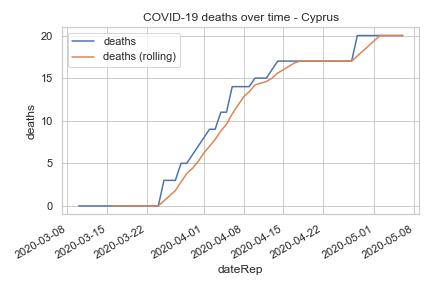 COVID-19 deaths over time - Cyprus
deaths
deaths (rolling)
20
15
10
5
0
deaths
2020-03-08
2020-03-15
2020-03-22
2020-04-01
2020-04-08
2020-04-15
2020-04-22
2020-05-01
2020-05-08
dateRep